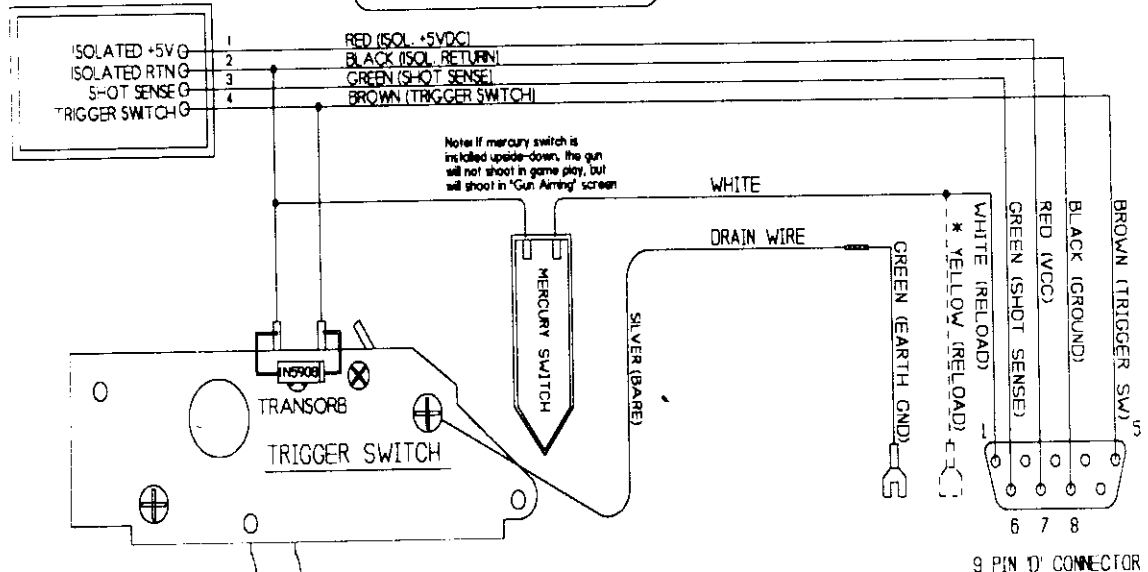 ISOLATED +5V
ISOLATED RTN
SHOT SENSE
TRIGGER SWITCH
1
2
3
4
RED (ISOL. +5VDC)
BLACK (ISOL. RETURN)
GREEN (SHOT SENSE)
BROWN (TRIGGER SWITCH)
Note: If mercury switch is
installed upside-down, the gun
will not shoot in game play, but
will shoot in "Gun Aiming" screen
WHITE
DRAIN WIRE
MERCURY SWITCH
SILVER (BARE)
GREEN (EARTH GND)
* YELLOW (RELOAD)
WHITE (RELOAD)
GREEN (SHOT SENSE)
RED (VCC)
BLACK (GROUND)
BROWN (TRIGGER SW)
1N5908
TRANSORB
TRIGGER SWITCH
1
5
6 7 8
9 PIN 'D' CONNECTOR